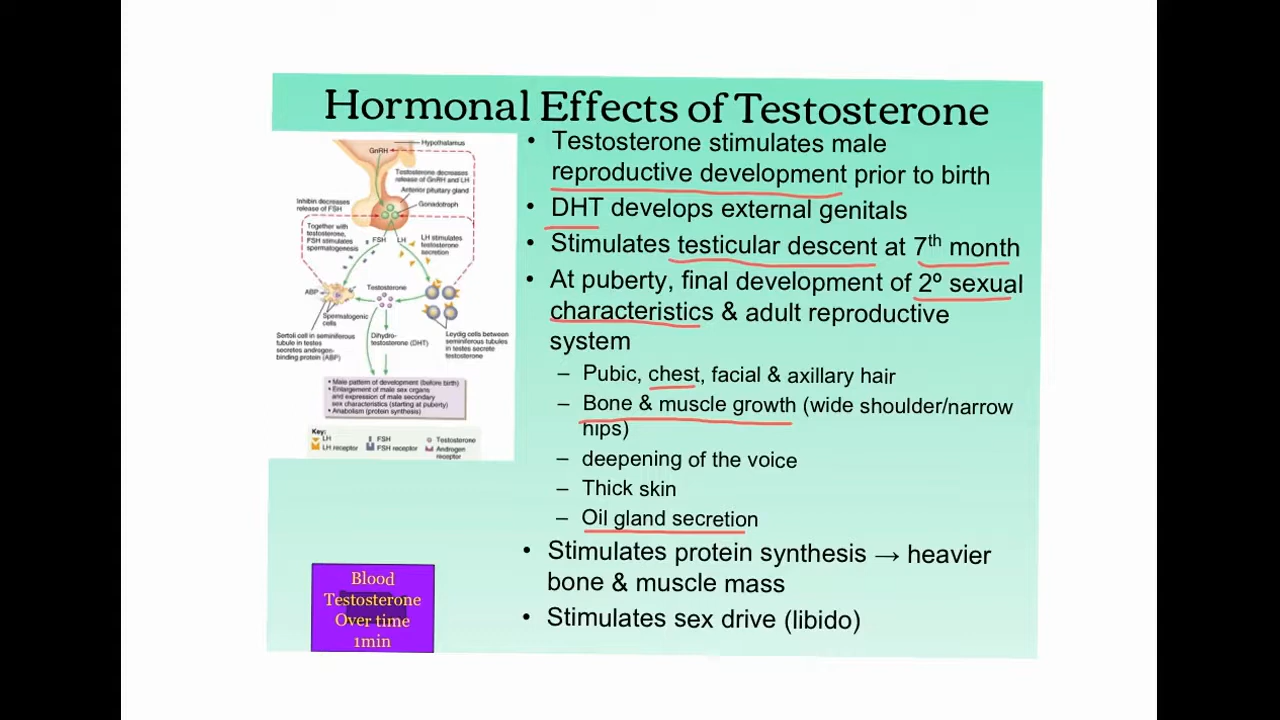 Hormonal Effects of Testosterone
Hypothalamus
GnRH
Testosterone decreases
release of GnRH and LH
Anterior pituitary gland
Inhibin decreases
release of FSH
Gonadotroph
Together with
testosterone,
FSH stimulates
spermatogenesis
FSH
LH
LH stimulates
testosterone
secretion
ABP
Testosterone
Spermatogenic
cells
Sertoli cell in seminiferous
tubule in testes
secretes androgen-
binding protein (ABP)
Dihydro-
testosterone (DHT)
Leydig cells between
seminiferous tubules
in testes secrete
testosterone
• Male pattern of development (before birth)
• Enlargement of male sex organs
and expression of male secondary
sex characteristics (starting at puberty)
• Anabolism (protein synthesis)
Key:
LH
FSH
Testosterone
LH receptor
FSH receptor
Androgen
receptor
• Testosterone stimulates male
reproductive development prior to birth
• DHT develops external genitals
• Stimulates testicular descent at 7th month
• At puberty, final development of 2º sexual
characteristics & adult reproductive
system
– Pubic, chest, facial & axillary hair
– Bone & muscle growth (wide shoulder/narrow
hips)
– deepening of the voice
– Thick skin
– Oil gland secretion
• Stimulates protein synthesis → heavier
bone & muscle mass
• Stimulates sex drive (libido)
Blood
Testosterone
Over time
1min